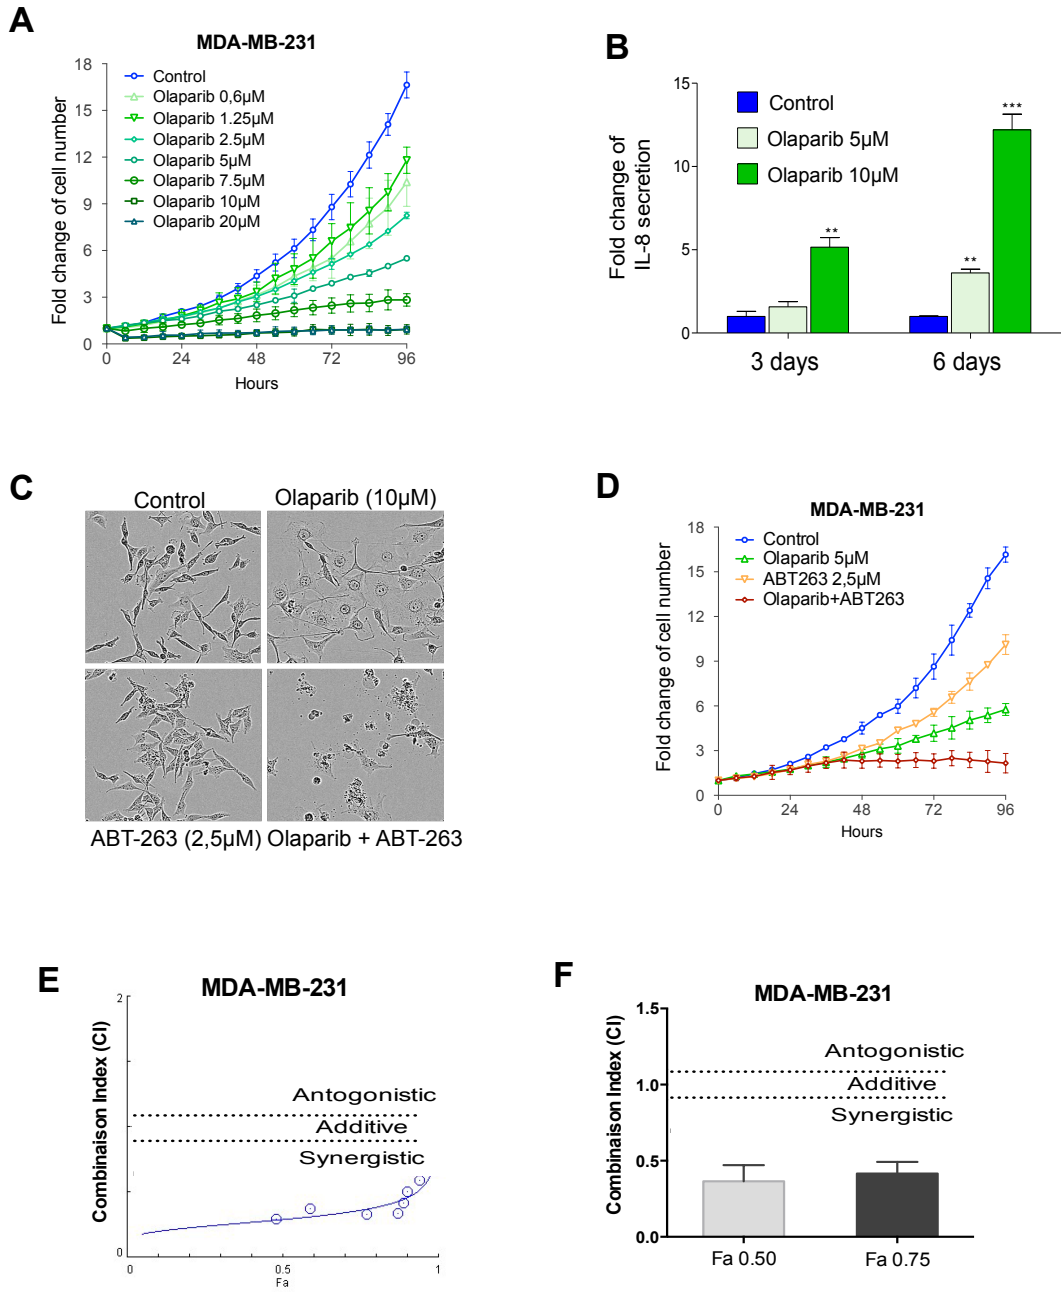 A
MDA-MB-231
Fold change of cell number
18
15
12
9
6
3
0
Control
Olaparib 0,6µM
Olaparib 1.25µM
Olaparib 2.5µM
Olaparib 5µM
Olaparib 7.5µM
Olaparib 10µM
Olaparib 20µM
0 24 48 72 96
Hours
B
Fold change of
IL-8 secretion
15
10
5
0
Control
Olaparib 5µM
Olaparib 10µM
**
**
***
3 days 6 days
C
Control Olaparib (10µM)
ABT-263 (2,5µM) Olaparib + ABT-263
D
MDA-MB-231
Fold change of cell number
18
15
12
9
6
3
0
Control
Olaparib 5µM
ABT263 2,5µM
Olaparib+ABT263
0 24 48 72 96
Hours
E
MDA-MB-231
Combinaison Index (CI)
2
0
Antogonistic
Additive
Synergistic
0 0.5 1
Fa
F
MDA-MB-231
Combinaison Index (CI)
1.5
1.0
0.5
0.0
Antogonistic
Additive
Synergistic
Fa 0.50 Fa 0.75